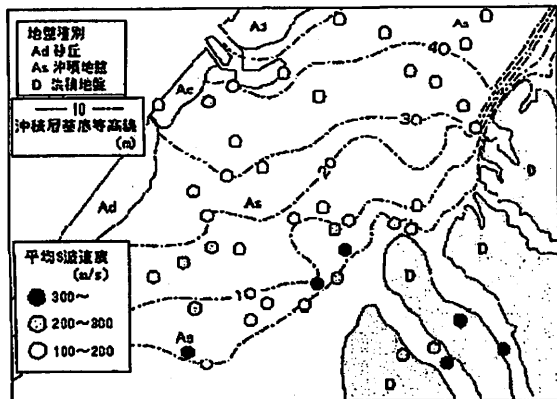 地盤種別
Ad 砂丘
As 沖積地盤
D 洪積地盤
10
沖積層基底等高線
(m)
平均S波速度
(m/s)
300〜
200〜300
100〜200
Ad
As
40
Ac
30
20
D
Ad
As
D
1
D
As
D